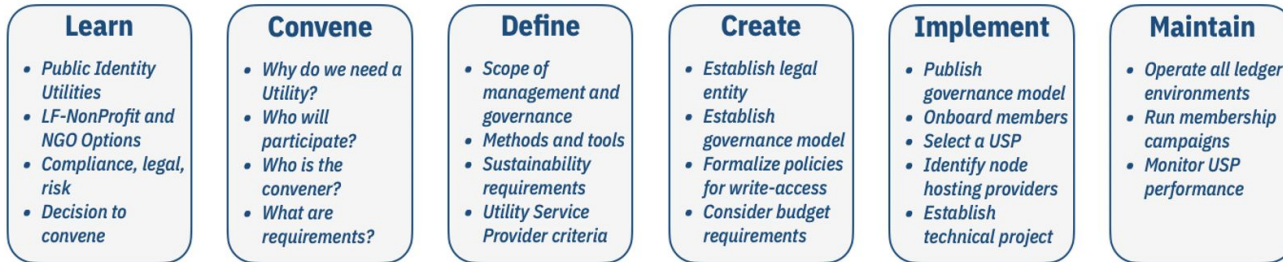 Learn
• Public Identity
Utilities
• LF-NonProfit and
NGO Options
• Compliance, legal,
risk
• Decision to
convene
Convene
• Why do we need a
Utility?
• Who will
participate?
• Who is the
convener?
• What are
requirements?
Define
• Scope of
management and
governance
• Methods and tools
• Sustainability
requirements
• Utility Service
Provider criteria
Create
• Establish legal
entity
• Establish
governance model
• Formalize policies
for write-access
• Consider budget
requirements
Implement
• Publish
governance model
• Onboard members
• Select a USP
• Identify node
hosting providers
• Establish
technical project
Maintain
• Operate all ledger
environments
• Run membership
campaigns
• Monitor USP
performance